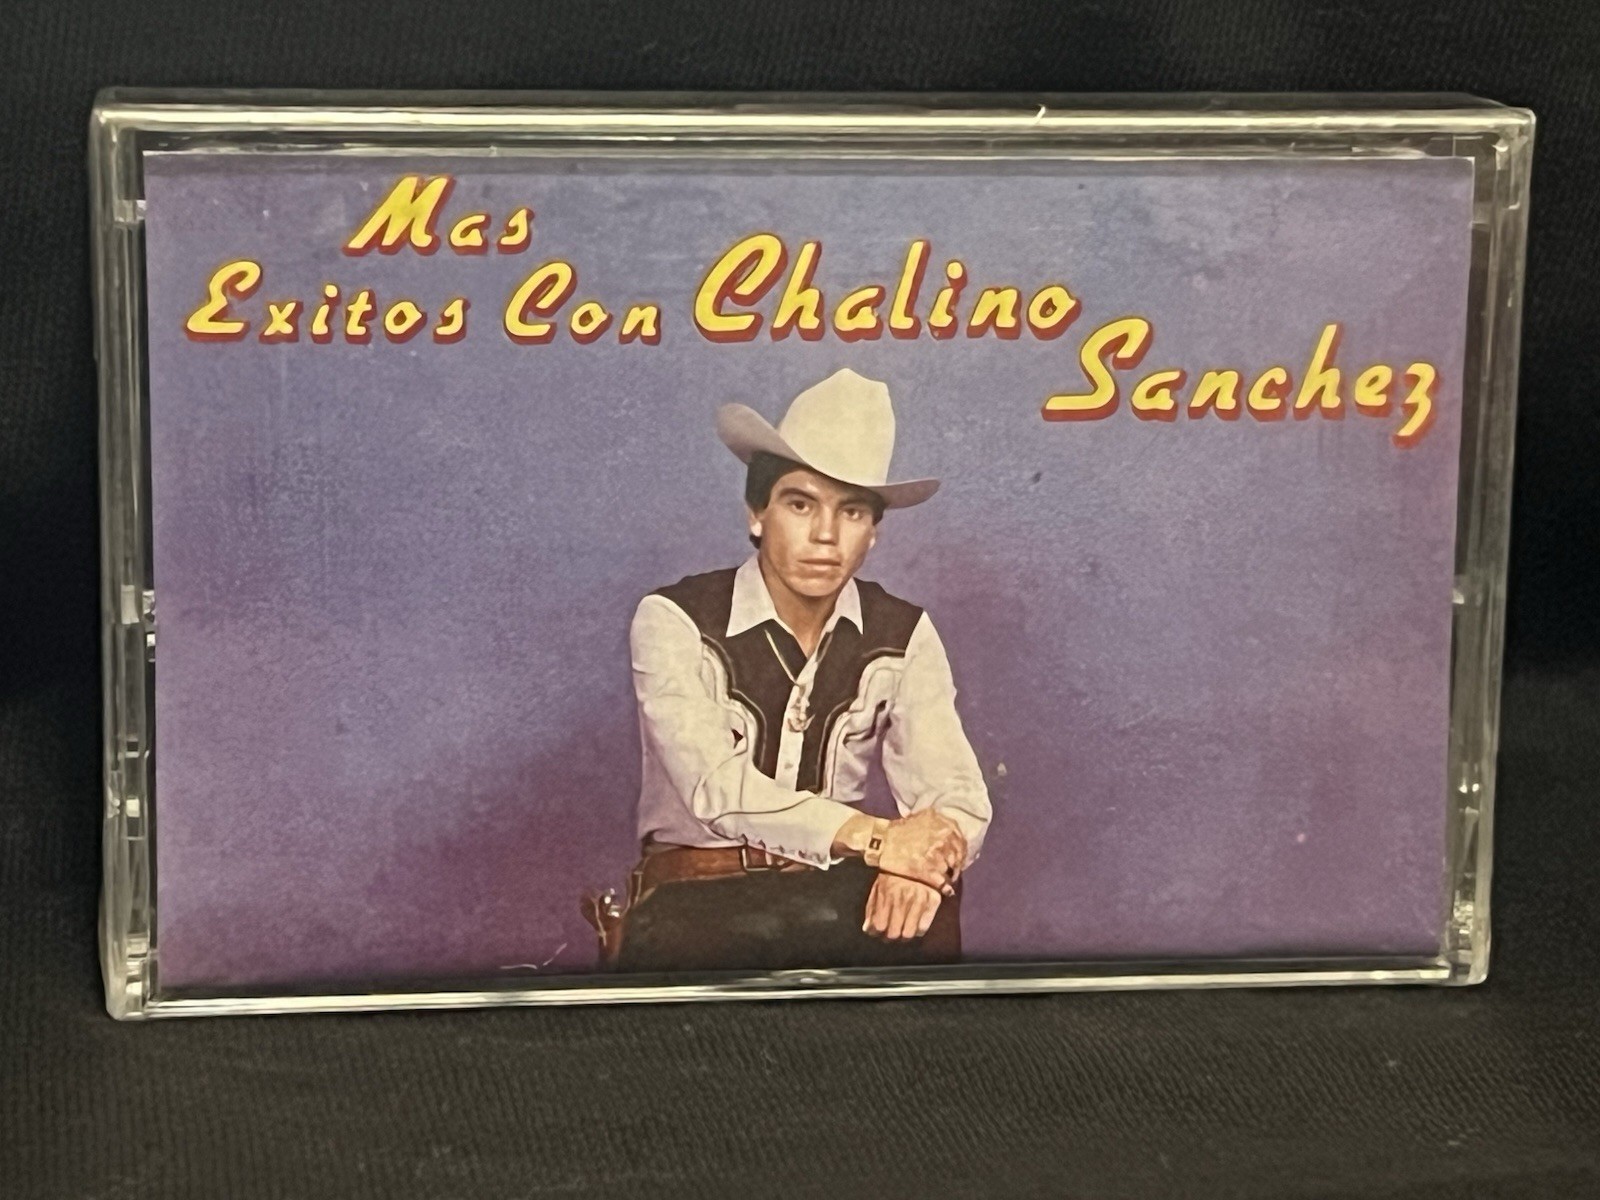 Mas
Exitos Con Chalino
Sanchez